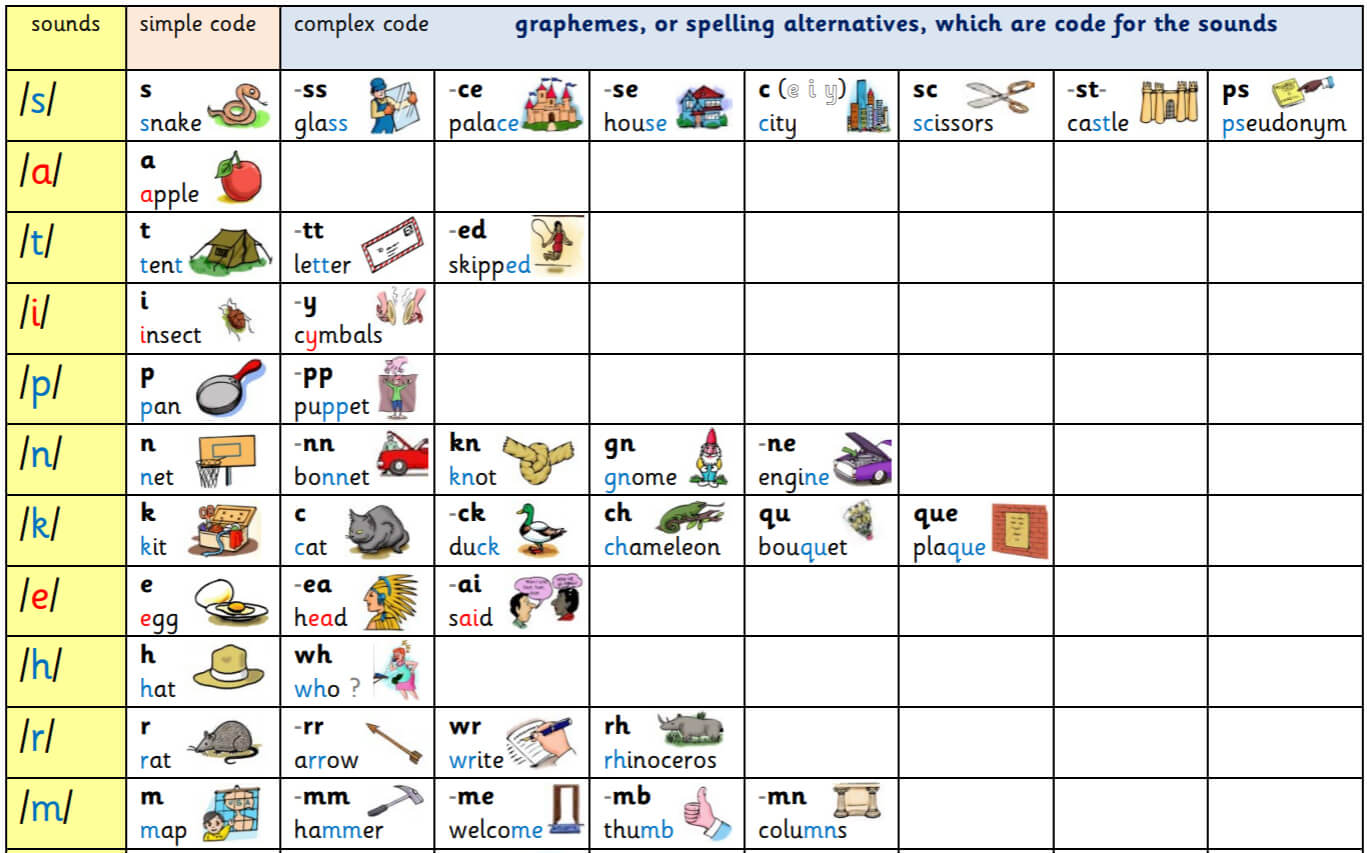 sounds simple code complex code graphemes, or spelling alternatives, which are code for the sounds
/s/ s -ss -ce -se c (e i y) sc -st- ps
snake glass palace house city scissors castle pseudonym
/a/ a
apple
/t/ t -tt -ed
tent letter skipped
/i/ i -y
insect cymbals
/p/ p -pp
pan puppet
/n/ n -nn kn gn -ne
net bonnet knot gnome engine
/k/ k c -ck ch qu que
kit cat duck chameleon bouquet plaque
/e/ e -ea -ai
egg head said
/h/ h wh
hat who ?
/r/ r -rr wr rh
rat arrow write rhinoceros
/m/ m -mm -me -mb -mn
map hammer welcome thumb columns